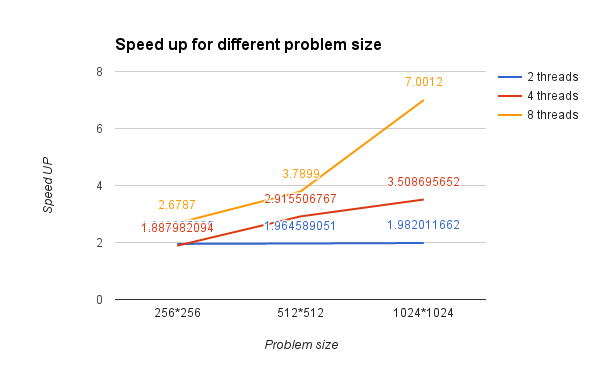 Speed up for different problem size
8
6
4
2
0
Speed UP
2 threads
4 threads
8 threads
7.0012
3.7899
2.6787
3.508695652
2.915506767
1.887982094
1.964589051
1.982011662
256*256
512*512
1024*1024
Problem size